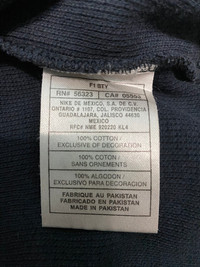 RN# 56323 CA# 05553
NIKE DE MEXICO, S.A. DE C.V.
ONTARIO # 1107, COL. PROVIDENCIA
GUADALAJARA, JALISCO 44630
MEXICO
RFC# NME 920220 KL4
100% COTTON /
EXCLUSIVE OF DECORATION
100% COTON /
SANS ORNEMENTS
100% ALGODON /
EXCLUSIVO PARA DECORACION
FABRIQUE AU PAKISTAN
FABRICADO EN PAKISTAN
MADE IN PAKISTAN